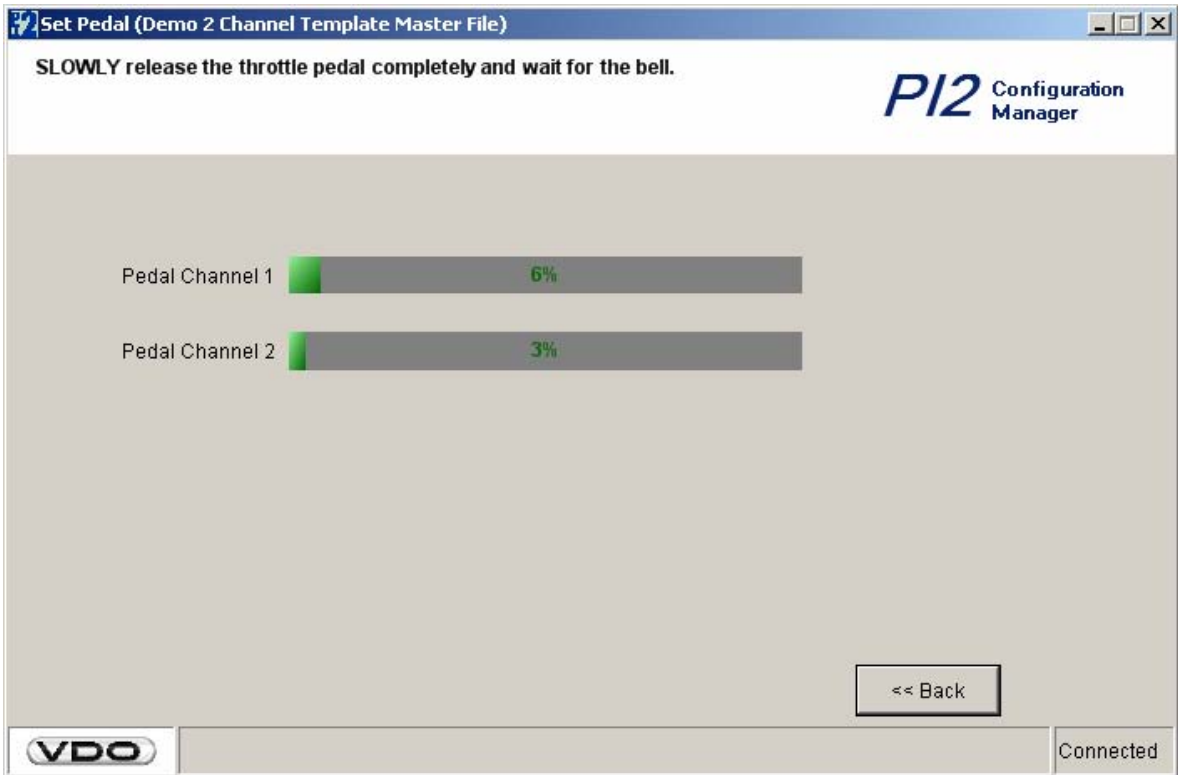 Set Pedal (Demo 2 Channel Template Master File)
SLOWLY release the throttle pedal completely and wait for the bell.
PI2 Configuration
Manager
Pedal Channel 1 6%
Pedal Channel 2 3%
<< Back
VDO Connected